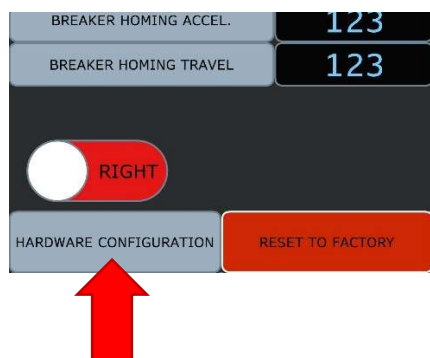 BREAKER HOMING ACCEL.
123
BREAKER HOMING TRAVEL
123
RIGHT
HARDWARE CONFIGURATION
RESET TO FACTORY